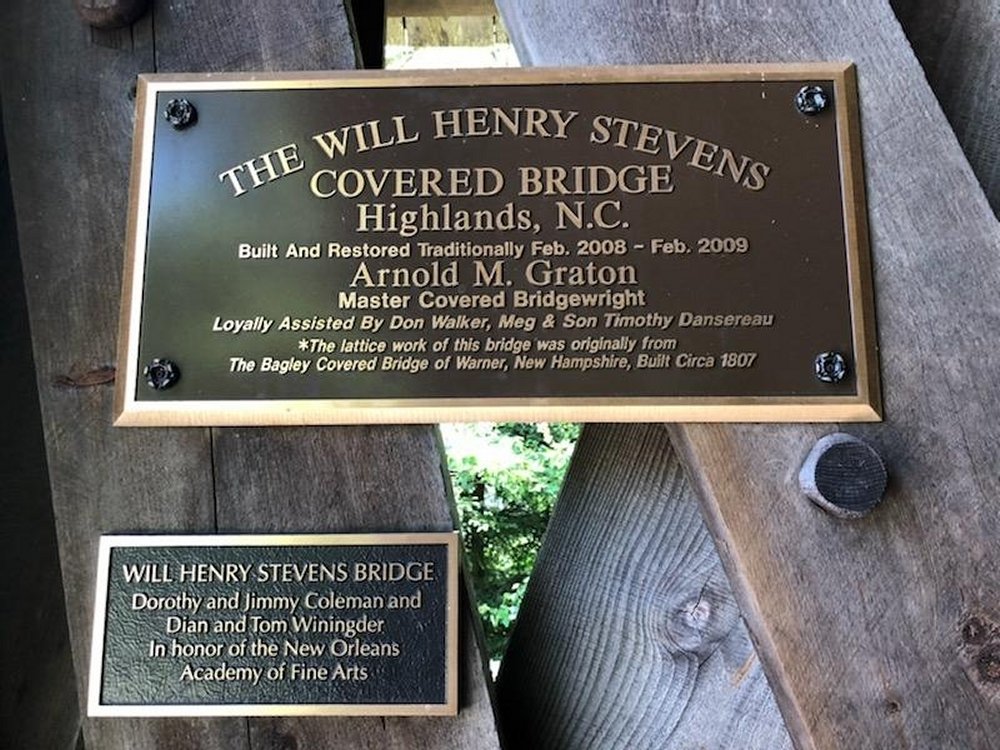 THE WILL HENRY STEVENS
COVERED BRIDGE
Highlands, N.C.
Built And Restored Traditionally Feb. 2008 – Feb. 2009
Arnold M. Graton
Master Covered Bridgewright
Loyally Assisted By Don Walker, Meg & Son Timothy Dansereau
*The lattice work of this bridge was originally from
The Bagley Covered Bridge of Warner, New Hampshire, Built Circa 1807
WILL HENRY STEVENS BRIDGE
Dorothy and Jimmy Coleman and
Dian and Tom Winingder
In honor of the New Orleans
Academy of Fine Arts